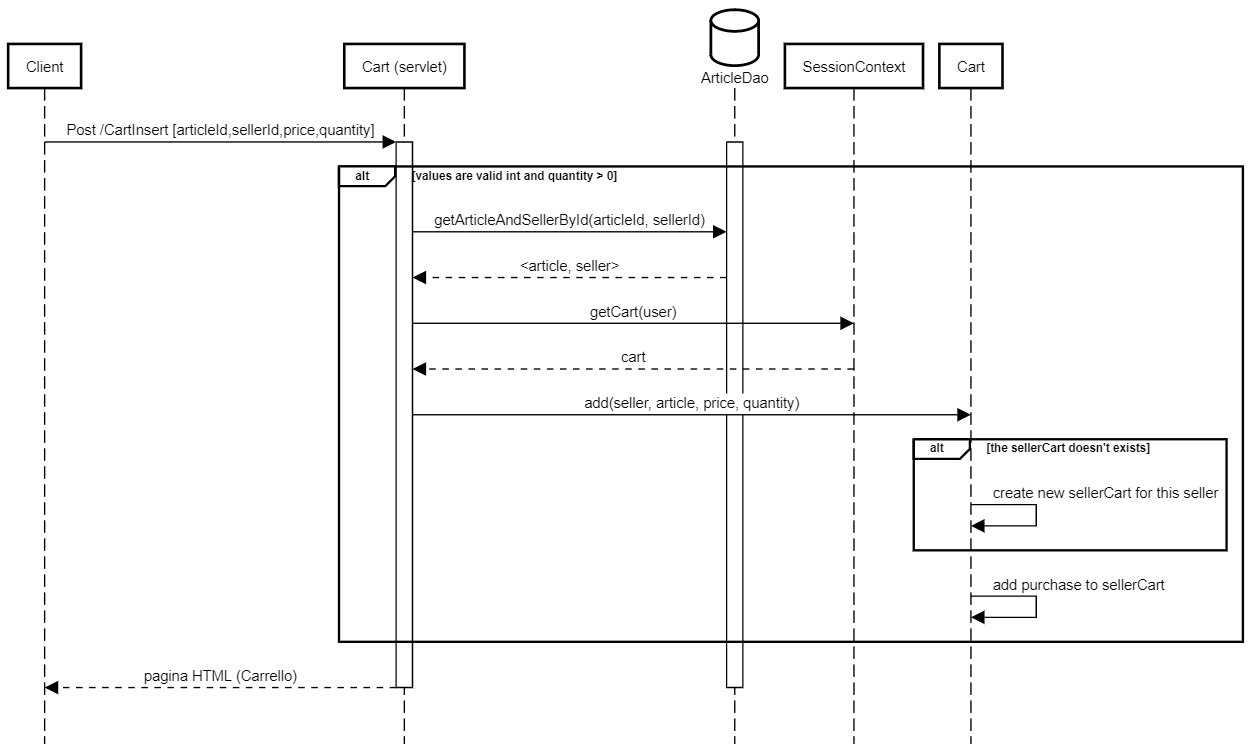 Client
Cart (servlet)
ArticleDao
SessionContext
Cart
Post /CartInsert [articleId,sellerId,price,quantity]
alt
[values are valid int and quantity > 0]
getArticleAndSellerById(articleId, sellerId)
<article, seller>
getCart(user)
cart
add(seller, article, price, quantity)
alt
[the sellerCart doesn't exists]
create new sellerCart for this seller
add purchase to sellerCart
pagina HTML (Carrello)